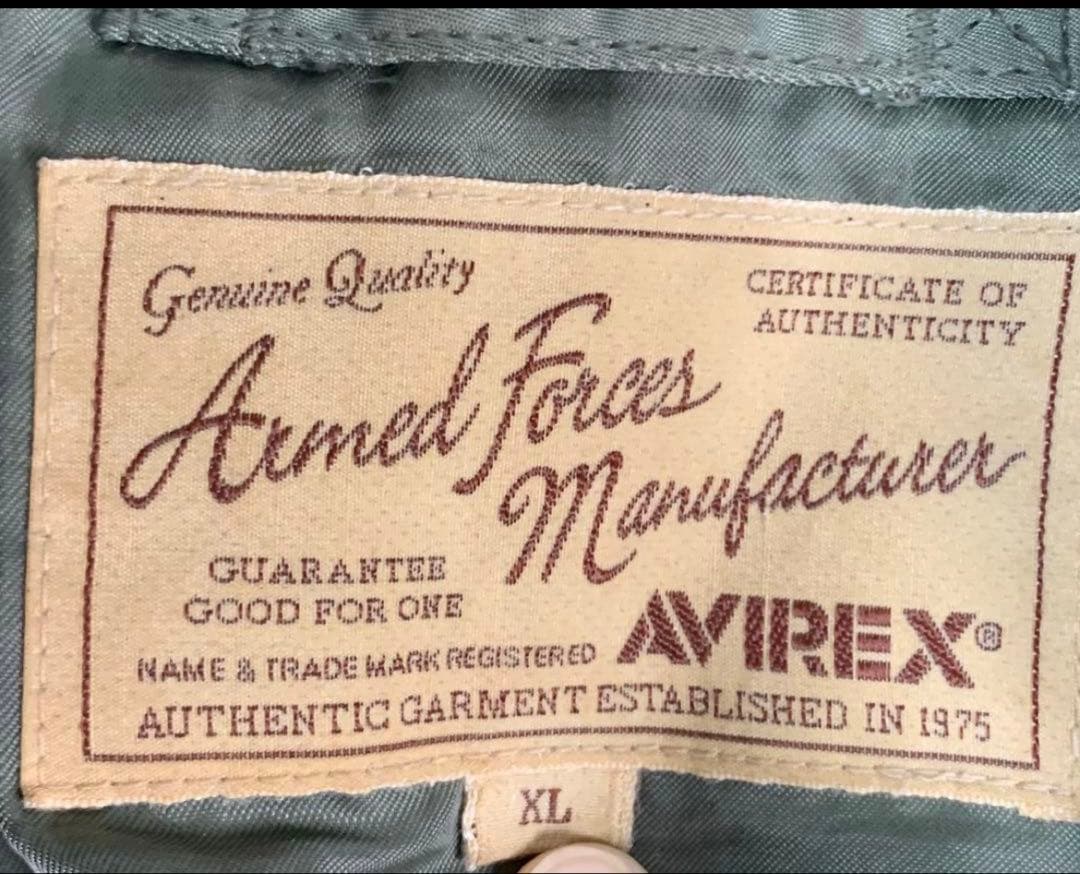 Genuine Quality
CERTIFICATE OF
AUTHENTICITY
Armed Forces
Manufacturer
GUARANTEE
GOOD FOR ONE
NAME & TRADE MARK REGISTERED
AVIREX®
AUTHENTIC GARMENT ESTABLISHED IN 1975
XL